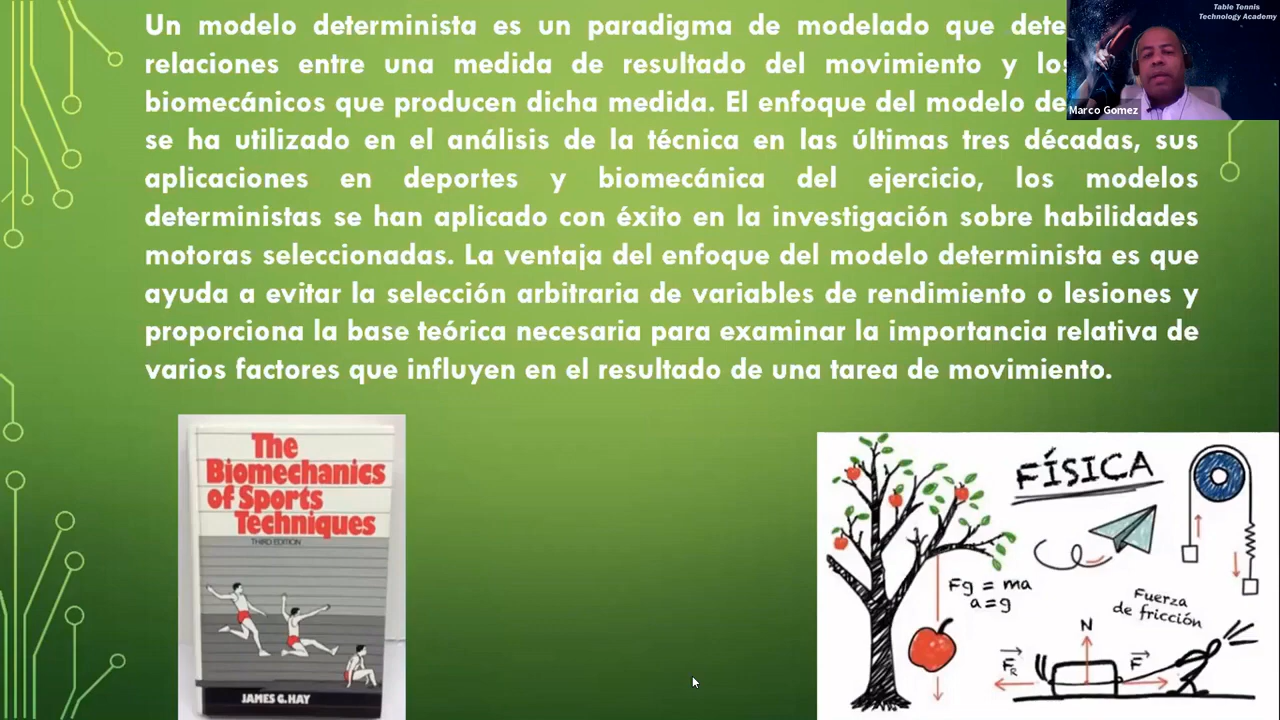 Un modelo determinista es un paradigma de modelado que
relaciones entre una medida de resultado del movimiento y
biomecánicos que producen dicha medida. El enfoque del modelo
se ha utilizado en el análisis de la técnica en las últimas tres décadas, sus
aplicaciones en deportes y biomecánica del ejercicio, los modelos
deterministas se han aplicado con éxito en la investigación sobre habilidades
motoras seleccionadas. La ventaja del enfoque del modelo determinista es que
ayuda a evitar la selección arbitraria de variables de rendimiento o lesiones y
proporciona la base teórica necesaria para examinar la importancia relativa de
varios factores que influyen en el resultado de una tarea de movimiento.
Table Tennis
Technology Academy
Marco Gomez
The
Biomechanics
of Sports
Techniques
THIRD EDITION
JAMES G. HAY
FÍSICA
Fg = ma
a=g
Fuerza
de fricción
N
F_R
F